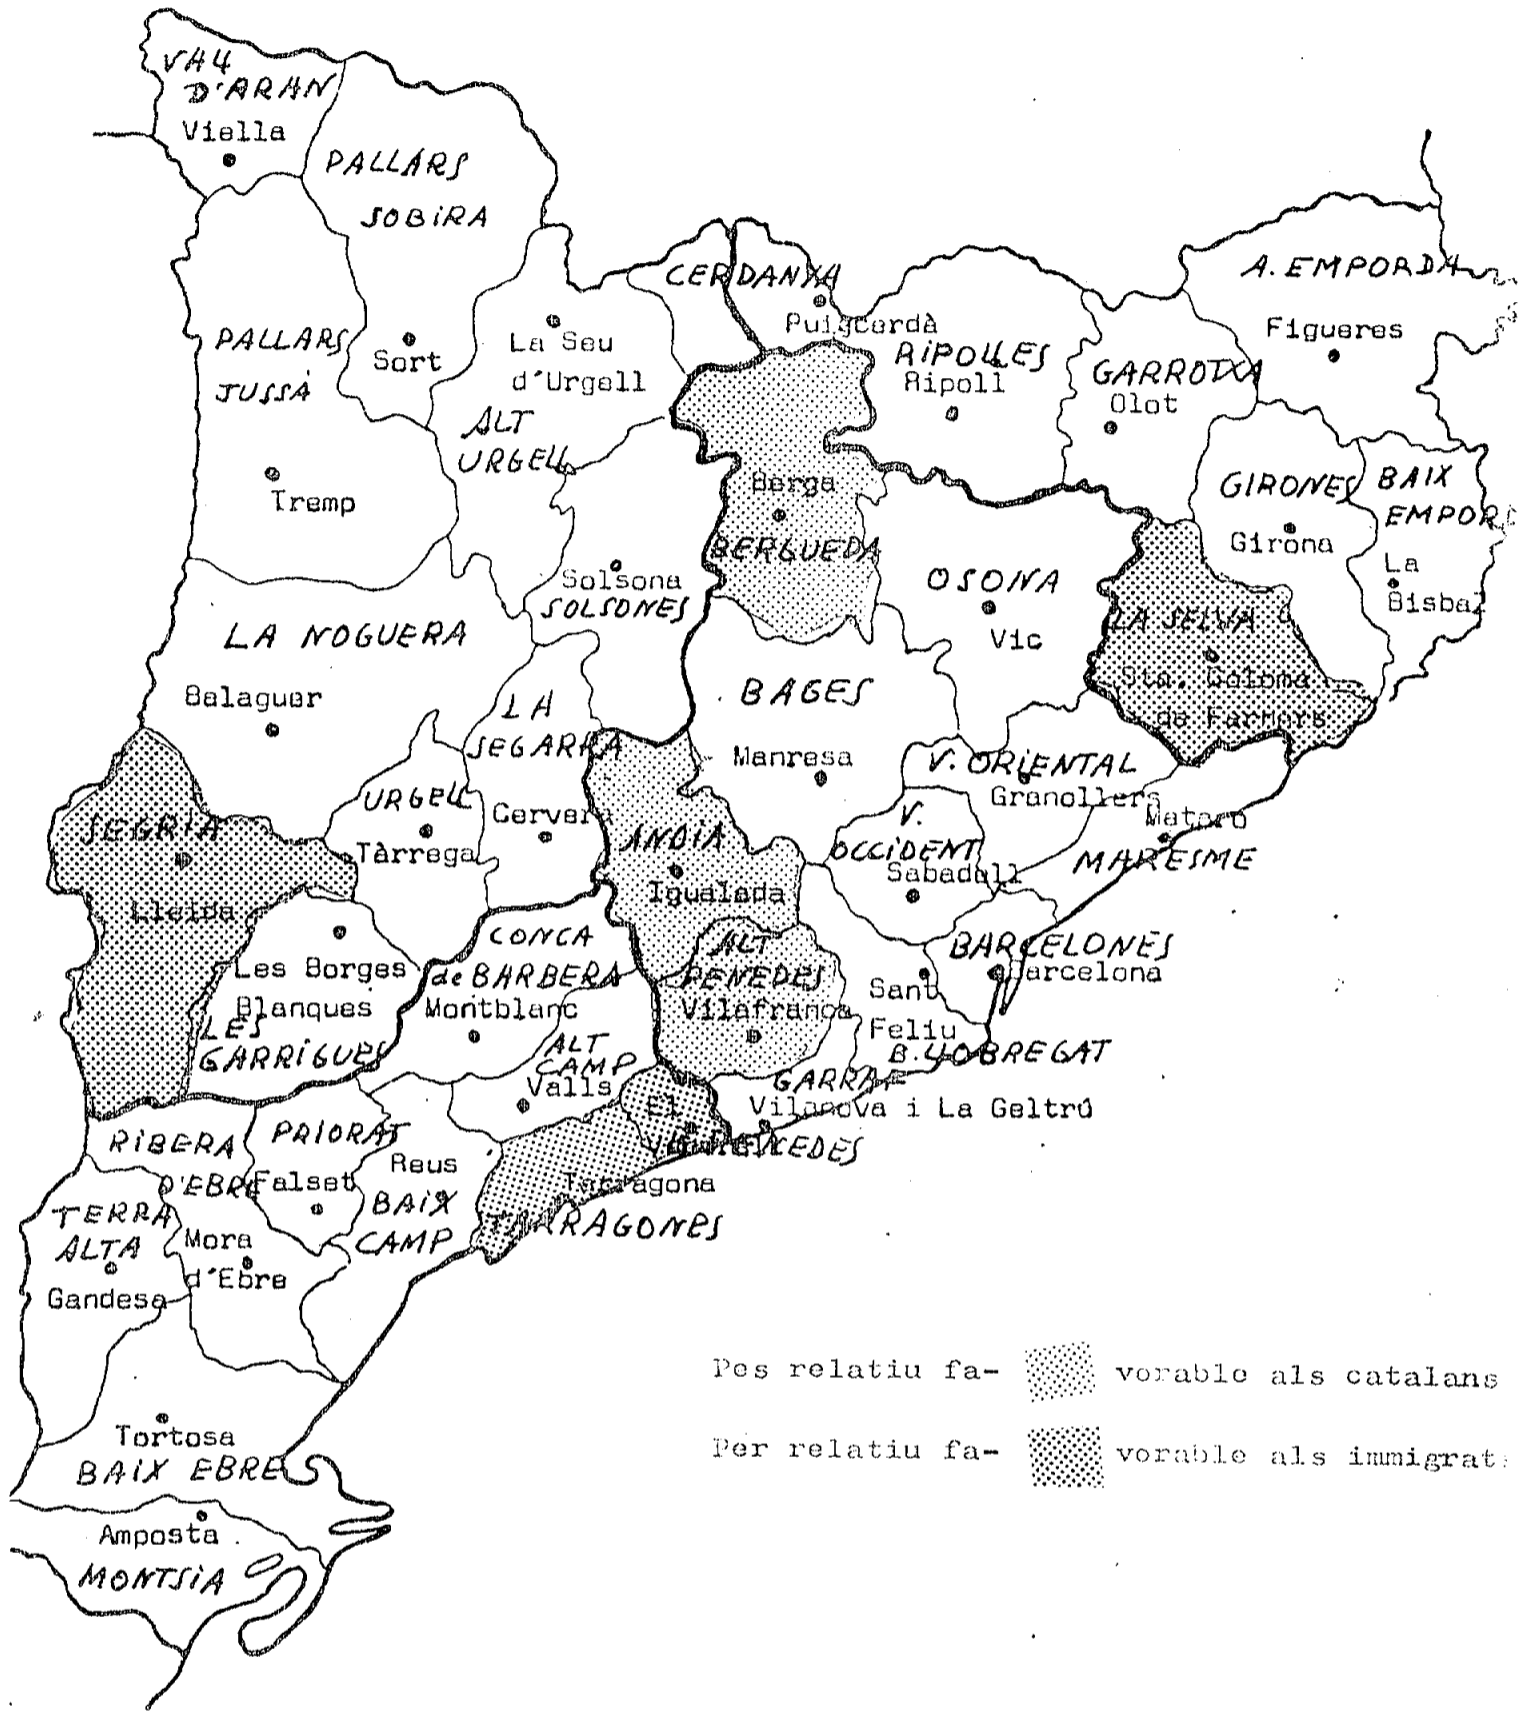 VALL
D'ARAN
Viella
PALLARS
SOBIRA
PALLARS
JUSSÀ
Sort
Tremp
La Seu
d'Urgell
ALT
URGELL
CERDANYA
Puigcerdà
RIPOLLES
Ripoll
GARROTXA
Olot
A. EMPORDA
Figueres
GIRONES
Girona
BAIX
EMPORD
La
Bisbal
Berga
BERGUEDA
Solsona
SOLSONES
OSONA
Vic
LA SELVA
Sta. Coloma
de Farners
LA NOGUERA
Balaguer
LA
SEGARRA
Cervera
BAGES
Manresa
V. ORIENTAL
Granollers
Mataro
MARESME
V.
OCCIDENT
Sabadell
SEGRIA
Lleida
URGELL
Tàrrega
ANOIA
Igualada
Les Borges
Blanques
LES
GARRIGUES
CONCA
de BARBERA
Montblanc
ALT
PENEDES
Vilafranca
BARCELONES
Barcelona
Sant
Feliu
B. LLOBREGAT
ALT
CAMP
Valls
GARRAF
Vilanova i La Geltrú
El
Tarragona
TARRAGONES
RIBERA
D'EBRE
Mora
d'Ebre
PRIORAT
Falset
Reus
BAIX
CAMP
TERRA
ALTA
Gandesa
Tortosa
BAIX EBRE
Amposta
MONTSIA
Pes relatiu fa- vorable als catalans
Per relatiu fa- vorable als immigrats